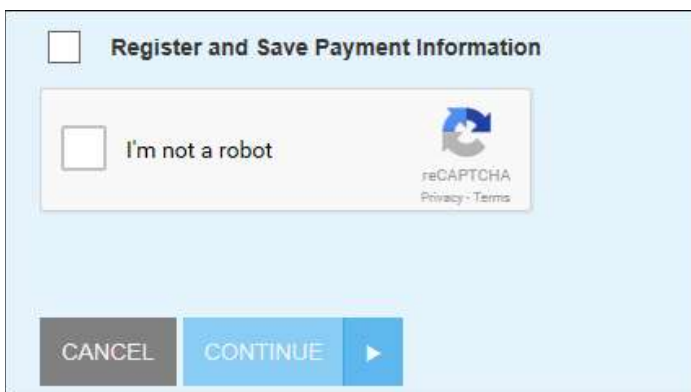 Register and Save Payment Information
I'm not a robot
reCAPTCHA
Privacy - Terms
CANCEL
CONTINUE